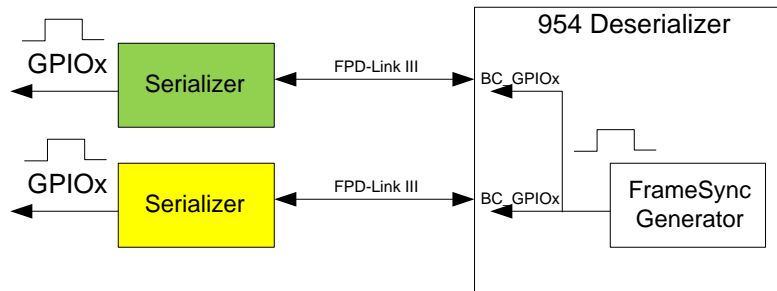 954 Deserializer
GPIOx
Serializer
FPD-Link III
BC_GPIOx
GPIOx
Serializer
FPD-Link III
BC_GPIOx
FrameSync
Generator